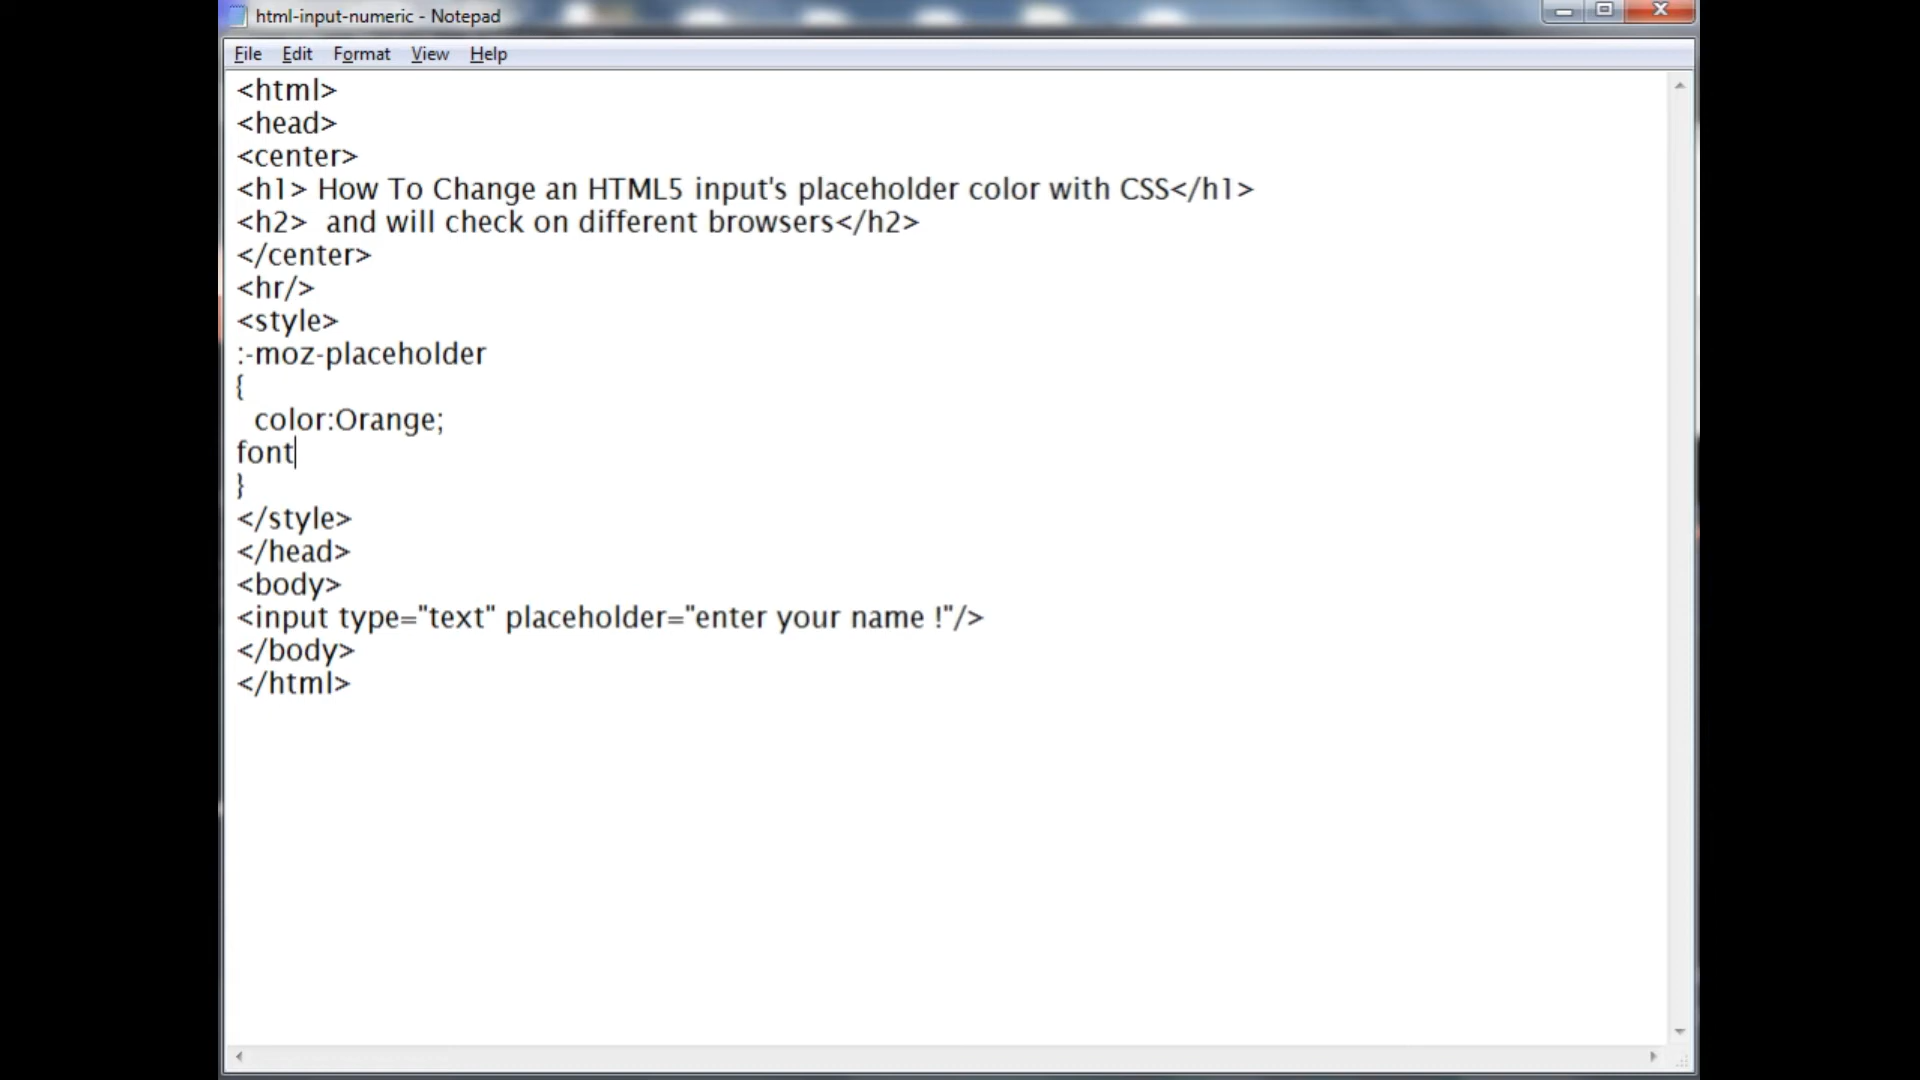 html-input-numeric - Notepad
File Edit Format View Help
<html>
<head>
<center>
<h1> How To Change an HTML5 input's placeholder color with CSS</h1>
<h2>  and will check on different browsers</h2>
</center>
<hr/>
<style>
:-moz-placeholder
{
  color:Orange;
font
}
</style>
</head>
<body>
<input type="text" placeholder="enter your name !"/>
</body>
</html>